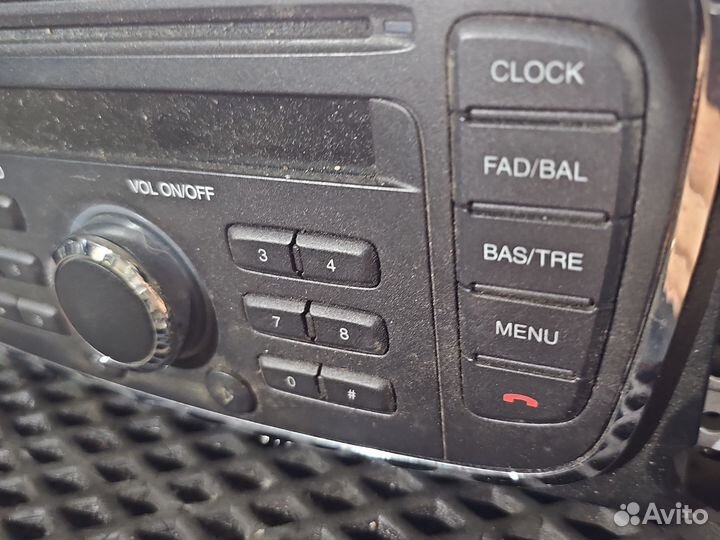 CLOCK
FAD/BAL
VOL ON/OFF
BAS/TRE
3 4
7 8
MENU
0 #
Avito